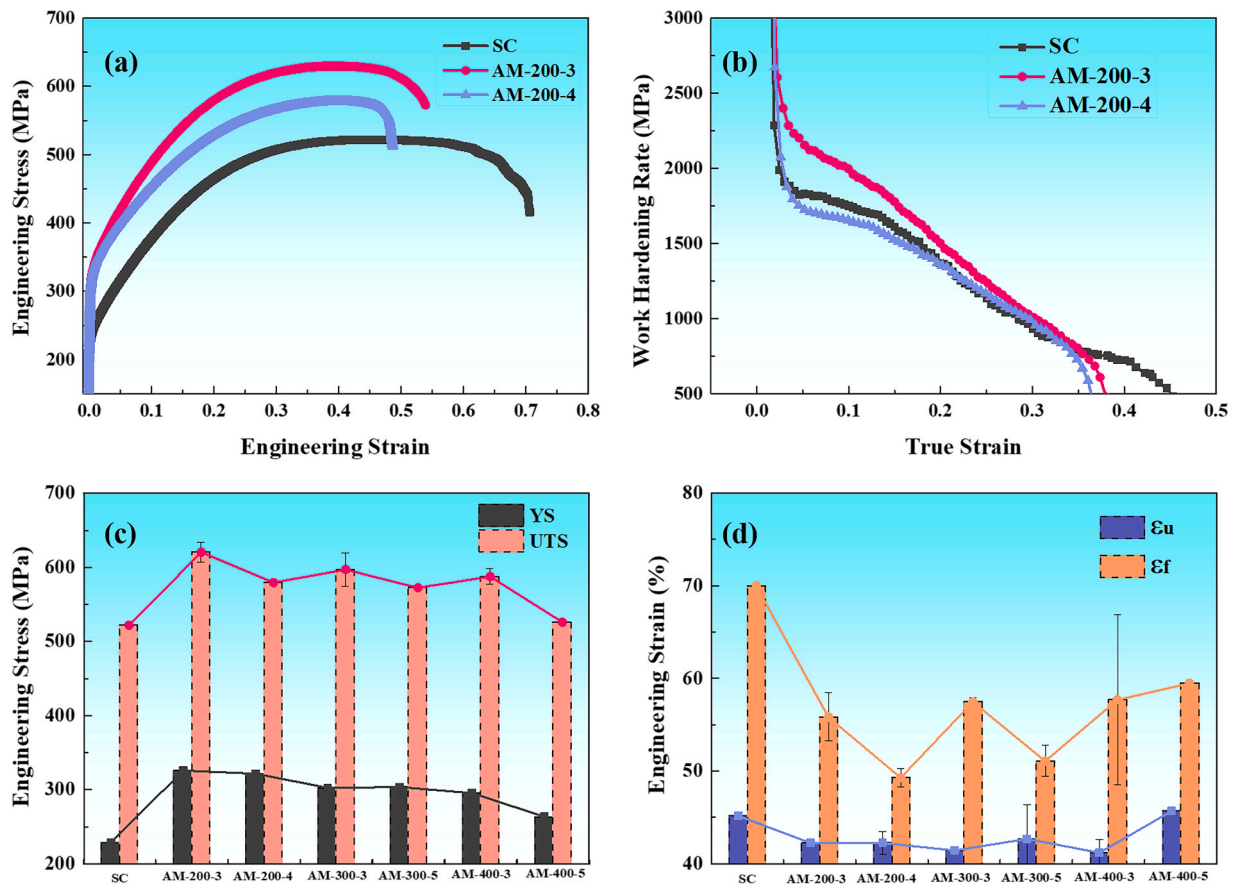 (a)
SC
AM-200-3
AM-200-4
700
600
500
400
300
200
Engineering Stress (MPa)
0.0 0.1 0.2 0.3 0.4 0.5 0.6 0.7 0.8
Engineering Strain
(b)
SC
AM-200-3
AM-200-4
3000
2500
2000
1500
1000
500
Work Hardening Rate (MPa)
0.0 0.1 0.2 0.3 0.4 0.5
True Strain
(c)
YS
UTS
700
600
500
400
300
200
Engineering Stress (MPa)
SC AM-200-3 AM-200-4 AM-300-3 AM-300-5 AM-400-3 AM-400-5
(d)
εu
εf
80
70
60
50
40
Engineering Strain (%)
SC AM-200-3 AM-200-4 AM-300-3 AM-300-5 AM-400-3 AM-400-5